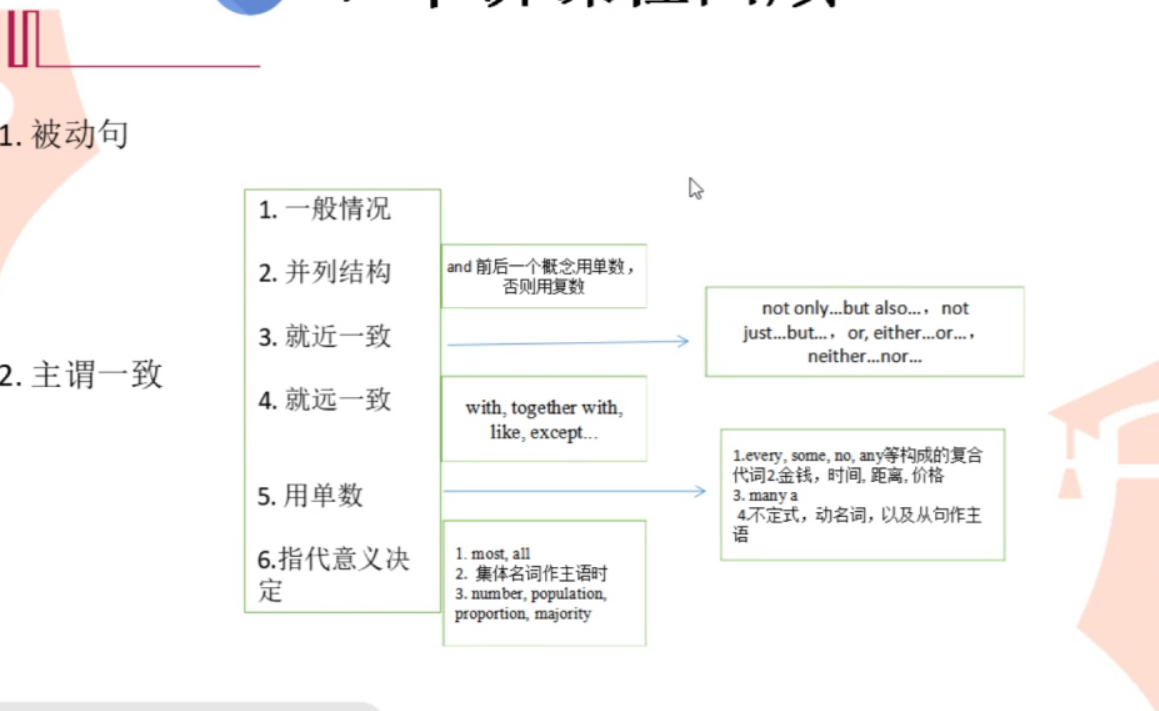 1. 被动句
1. 一般情况
2. 并列结构
and 前后一个概念用单数，
否则用复数
3. 就近一致
not only...but also...，not
just...but...，or, either...or...，
neither...nor...
2. 主谓一致
4. 就远一致
with, together with,
like, except...
5. 用单数
1.every, some, no, any等构成的复合
代词2.金钱，时间, 距离, 价格
3. many a
4.不定式，动名词，以及从句作主
语
6.指代意义决
定
1. most, all
2. 集体名词作主语时
3. number, population,
proportion, majority